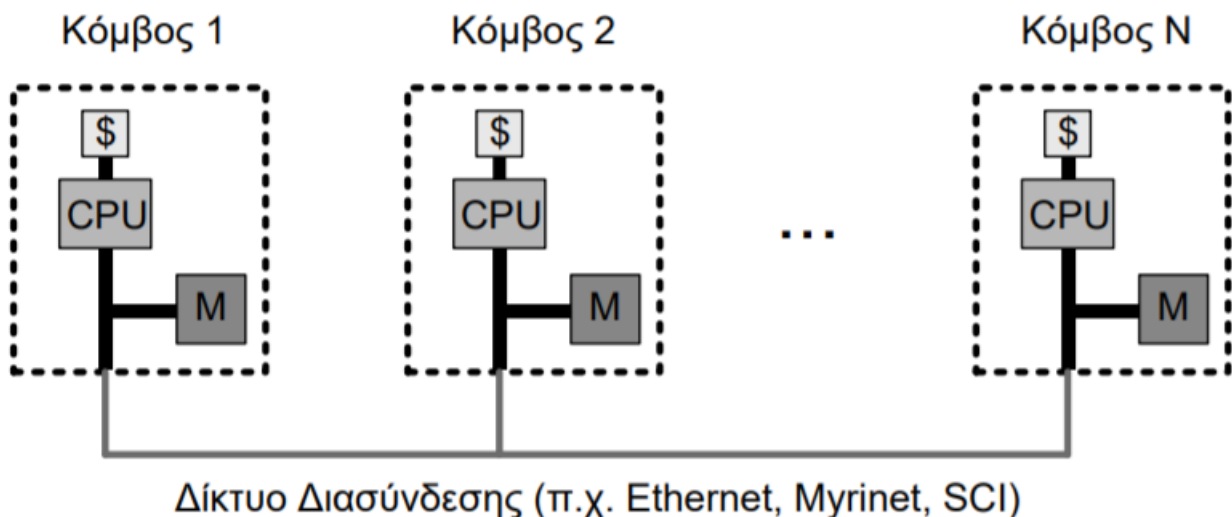 Κόμβος 1 Κόμβος 2 Κόμβος N
$ $ $
CPU CPU ... CPU
M M M
Δίκτυο Διασύνδεσης (π.χ. Ethernet, Myrinet, SCI)